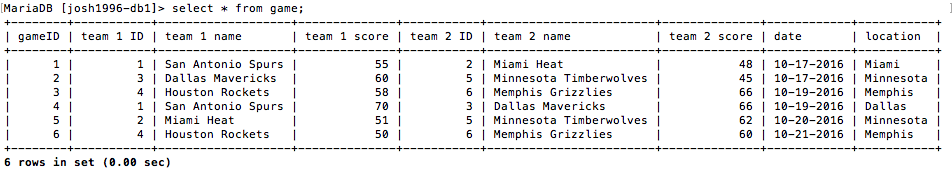 MariaDB [josh1996-db1]> select * from game;
+--------+-----------+-------------------+--------------+-----------+------------------------+--------------+------------+-----------+
| gameID | team 1 ID | team 1 name       | team 1 score | team 2 ID | team 2 name            | team 2 score | date       | location  |
+--------+-----------+-------------------+--------------+-----------+------------------------+--------------+------------+-----------+
|      1 |         1 | San Antonio Spurs |           55 |         2 | Miami Heat             |           48 | 10-17-2016 | Miami     |
|      2 |         3 | Dallas Mavericks  |           60 |         5 | Minnesota Timberwolves |           45 | 10-17-2016 | Minnesota |
|      3 |         4 | Houston Rockets   |           58 |         6 | Memphis Grizzlies      |           66 | 10-19-2016 | Memphis   |
|      4 |         1 | San Antonio Spurs |           70 |         3 | Dallas Mavericks       |           66 | 10-19-2016 | Dallas    |
|      5 |         2 | Miami Heat        |           51 |         5 | Minnesota Timberwolves |           62 | 10-20-2016 | Minnesota |
|      6 |         4 | Houston Rockets   |           50 |         6 | Memphis Grizzlies      |           60 | 10-21-2016 | Memphis   |
+--------+-----------+-------------------+--------------+-----------+------------------------+--------------+------------+-----------+
6 rows in set (0.00 sec)